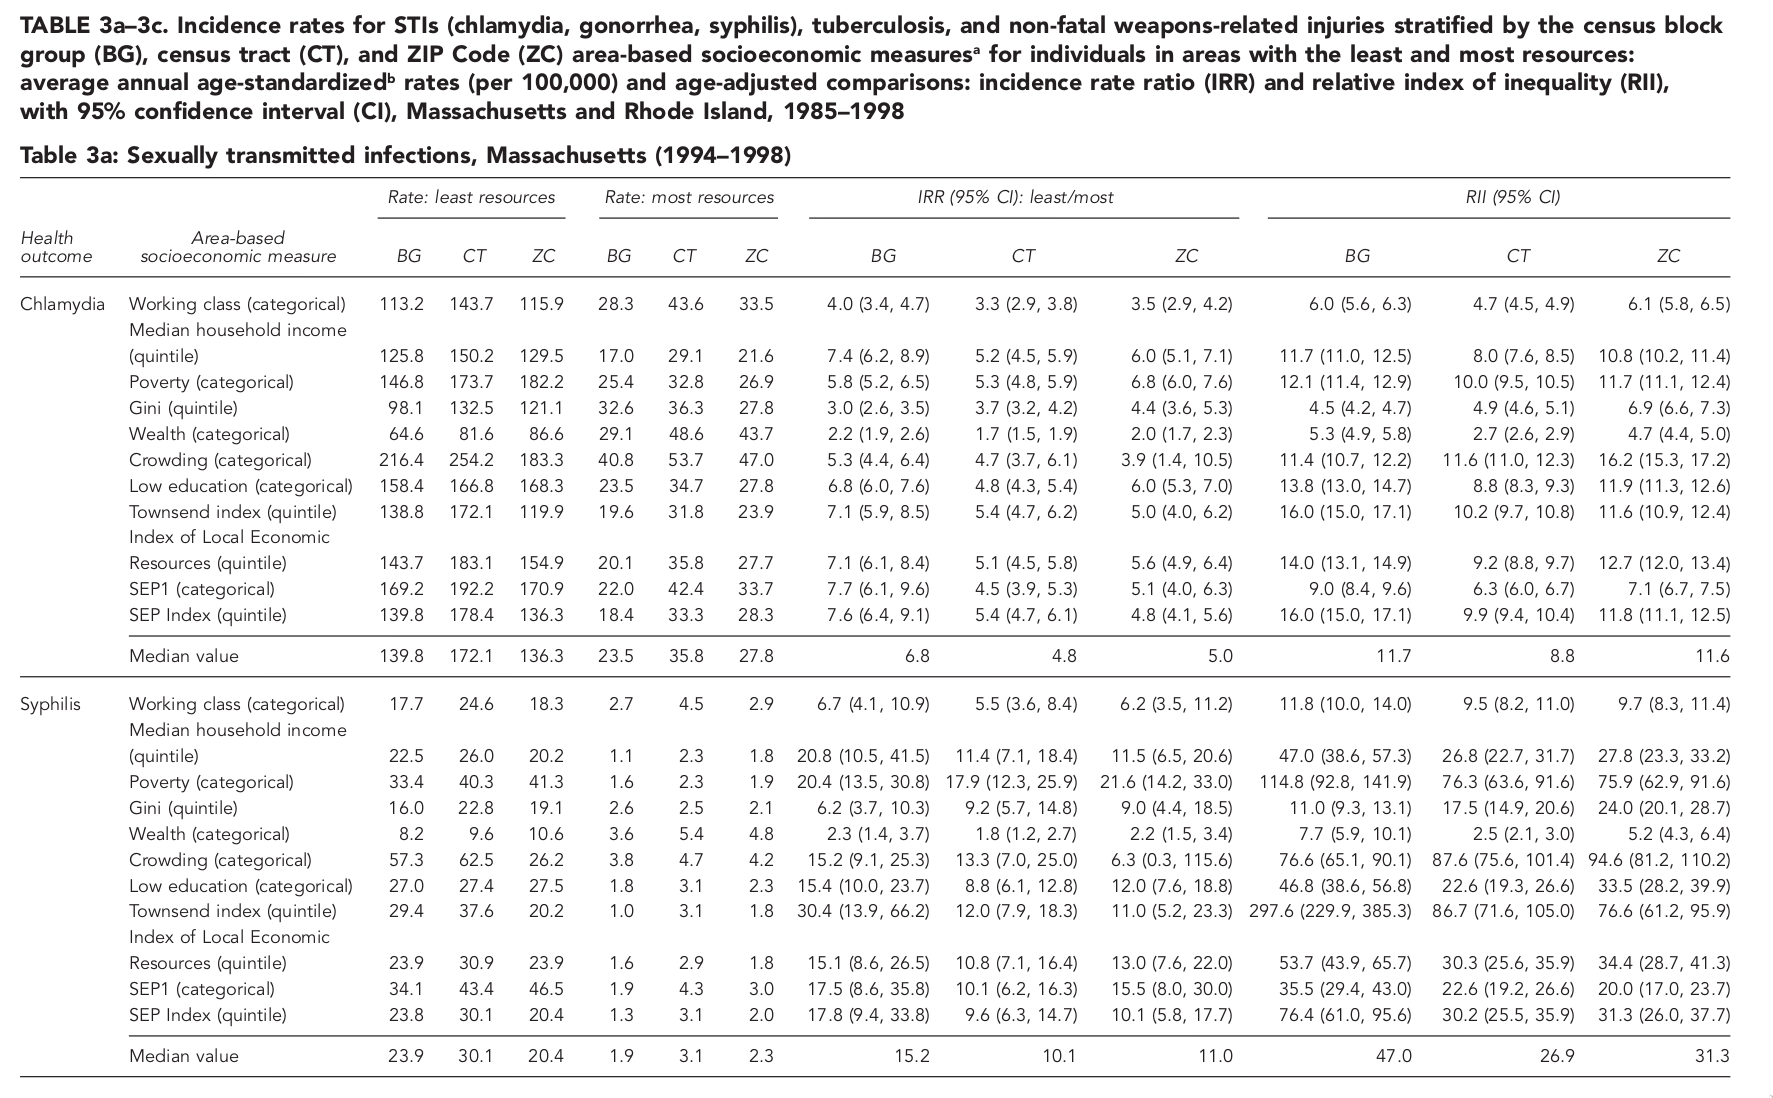 TABLE 3a–3c. Incidence rates for STIs (chlamydia, gonorrhea, syphilis), tuberculosis, and non-fatal weapons-related injuries stratified by the census block
group (BG), census tract (CT), and ZIP Code (ZC) area-based socioeconomic measuresª for individuals in areas with the least and most resources:
average annual age-standardizedᵇ rates (per 100,000) and age-adjusted comparisons: incidence rate ratio (IRR) and relative index of inequality (RII),
with 95% confidence interval (CI), Massachusetts and Rhode Island, 1985–1998
Table 3a: Sexually transmitted infections, Massachusetts (1994–1998)
Rate: least resources Rate: most resources IRR (95% CI): least/most RII (95% CI)
Health Area-based
outcome socioeconomic measure BG CT ZC BG CT ZC BG CT ZC BG CT ZC
Chlamydia Working class (categorical) 113.2 143.7 115.9 28.3 43.6 33.5 4.0 (3.4, 4.7) 3.3 (2.9, 3.8) 3.5 (2.9, 4.2) 6.0 (5.6, 6.3) 4.7 (4.5, 4.9) 6.1 (5.8, 6.5)
Median household income
(quintile) 125.8 150.2 129.5 17.0 29.1 21.6 7.4 (6.2, 8.9) 5.2 (4.5, 5.9) 6.0 (5.1, 7.1) 11.7 (11.0, 12.5) 8.0 (7.6, 8.5) 10.8 (10.2, 11.4)
Poverty (categorical) 146.8 173.7 182.2 25.4 32.8 26.9 5.8 (5.2, 6.5) 5.3 (4.8, 5.9) 6.8 (6.0, 7.6) 12.1 (11.4, 12.9) 10.0 (9.5, 10.5) 11.7 (11.1, 12.4)
Gini (quintile) 98.1 132.5 121.1 32.6 36.3 27.8 3.0 (2.6, 3.5) 3.7 (3.2, 4.2) 4.4 (3.6, 5.3) 4.5 (4.2, 4.7) 4.9 (4.6, 5.1) 6.9 (6.6, 7.3)
Wealth (categorical) 64.6 81.6 86.6 29.1 48.6 43.7 2.2 (1.9, 2.6) 1.7 (1.5, 1.9) 2.0 (1.7, 2.3) 5.3 (4.9, 5.8) 2.7 (2.6, 2.9) 4.7 (4.4, 5.0)
Crowding (categorical) 216.4 254.2 183.3 40.8 53.7 47.0 5.3 (4.4, 6.4) 4.7 (3.7, 6.1) 3.9 (1.4, 10.5) 11.4 (10.7, 12.2) 11.6 (11.0, 12.3) 16.2 (15.3, 17.2)
Low education (categorical) 158.4 166.8 168.3 23.5 34.7 27.8 6.8 (6.0, 7.6) 4.8 (4.3, 5.4) 6.0 (5.3, 7.0) 13.8 (13.0, 14.7) 8.8 (8.3, 9.3) 11.9 (11.3, 12.6)
Townsend index (quintile) 138.8 172.1 119.9 19.6 31.8 23.9 7.1 (5.9, 8.5) 5.4 (4.7, 6.2) 5.0 (4.0, 6.2) 16.0 (15.0, 17.1) 10.2 (9.7, 10.8) 11.6 (10.9, 12.4)
Index of Local Economic
Resources (quintile) 143.7 183.1 154.9 20.1 35.8 27.7 7.1 (6.1, 8.4) 5.1 (4.5, 5.8) 5.6 (4.9, 6.4) 14.0 (13.1, 14.9) 9.2 (8.8, 9.7) 12.7 (12.0, 13.4)
SEP1 (categorical) 169.2 192.2 170.9 22.0 42.4 33.7 7.7 (6.1, 9.6) 4.5 (3.9, 5.3) 5.1 (4.0, 6.3) 9.0 (8.4, 9.6) 6.3 (6.0, 6.7) 7.1 (6.7, 7.5)
SEP Index (quintile) 139.8 178.4 136.3 18.4 33.3 28.3 7.6 (6.4, 9.1) 5.4 (4.7, 6.1) 4.8 (4.1, 5.6) 16.0 (15.0, 17.1) 9.9 (9.4, 10.4) 11.8 (11.1, 12.5)
Median value 139.8 172.1 136.3 23.5 35.8 27.8 6.8 4.8 5.0 11.7 8.8 11.6
Syphilis Working class (categorical) 17.7 24.6 18.3 2.7 4.5 2.9 6.7 (4.1, 10.9) 5.5 (3.6, 8.4) 6.2 (3.5, 11.2) 11.8 (10.0, 14.0) 9.5 (8.2, 11.0) 9.7 (8.3, 11.4)
Median household income
(quintile) 22.5 26.0 20.2 1.1 2.3 1.8 20.8 (10.5, 41.5) 11.4 (7.1, 18.4) 11.5 (6.5, 20.6) 47.0 (38.6, 57.3) 26.8 (22.7, 31.7) 27.8 (23.3, 33.2)
Poverty (categorical) 33.4 40.3 41.3 1.6 2.3 1.9 20.4 (13.5, 30.8) 17.9 (12.3, 25.9) 21.6 (14.2, 33.0) 114.8 (92.8, 141.9) 76.3 (63.6, 91.6) 75.9 (62.9, 91.6)
Gini (quintile) 16.0 22.8 19.1 2.6 2.5 2.1 6.2 (3.7, 10.3) 9.2 (5.7, 14.8) 9.0 (4.4, 18.5) 11.0 (9.3, 13.1) 17.5 (14.9, 20.6) 24.0 (20.1, 28.7)
Wealth (categorical) 8.2 9.6 10.6 3.6 5.4 4.8 2.3 (1.4, 3.7) 1.8 (1.2, 2.7) 2.2 (1.5, 3.4) 7.7 (5.9, 10.1) 2.5 (2.1, 3.0) 5.2 (4.3, 6.4)
Crowding (categorical) 57.3 62.5 26.2 3.8 4.7 4.2 15.2 (9.1, 25.3) 13.3 (7.0, 25.0) 6.3 (0.3, 115.6) 76.6 (65.1, 90.1) 87.6 (75.6, 101.4) 94.6 (81.2, 110.2)
Low education (categorical) 27.0 27.4 27.5 1.8 3.1 2.3 15.4 (10.0, 23.7) 8.8 (6.1, 12.8) 12.0 (7.6, 18.8) 46.8 (38.6, 56.8) 22.6 (19.3, 26.6) 33.5 (28.2, 39.9)
Townsend index (quintile) 29.4 37.6 20.2 1.0 3.1 1.8 30.4 (13.9, 66.2) 12.0 (7.9, 18.3) 11.0 (5.2, 23.3) 297.6 (229.9, 385.3) 86.7 (71.6, 105.0) 76.6 (61.2, 95.9)
Index of Local Economic
Resources (quintile) 23.9 30.9 23.9 1.6 2.9 1.8 15.1 (8.6, 26.5) 10.8 (7.1, 16.4) 13.0 (7.6, 22.0) 53.7 (43.9, 65.7) 30.3 (25.6, 35.9) 34.4 (28.7, 41.3)
SEP1 (categorical) 34.1 43.4 46.5 1.9 4.3 3.0 17.5 (8.6, 35.8) 10.1 (6.2, 16.3) 15.5 (8.0, 30.0) 35.5 (29.4, 43.0) 22.6 (19.2, 26.6) 20.0 (17.0, 23.7)
SEP Index (quintile) 23.8 30.1 20.4 1.3 3.1 2.0 17.8 (9.4, 33.8) 9.6 (6.3, 14.7) 10.1 (5.8, 17.7) 76.4 (61.0, 95.6) 30.2 (25.5, 35.9) 31.3 (26.0, 37.7)
Median value 23.9 30.1 20.4 1.9 3.1 2.3 15.2 10.1 11.0 47.0 26.9 31.3